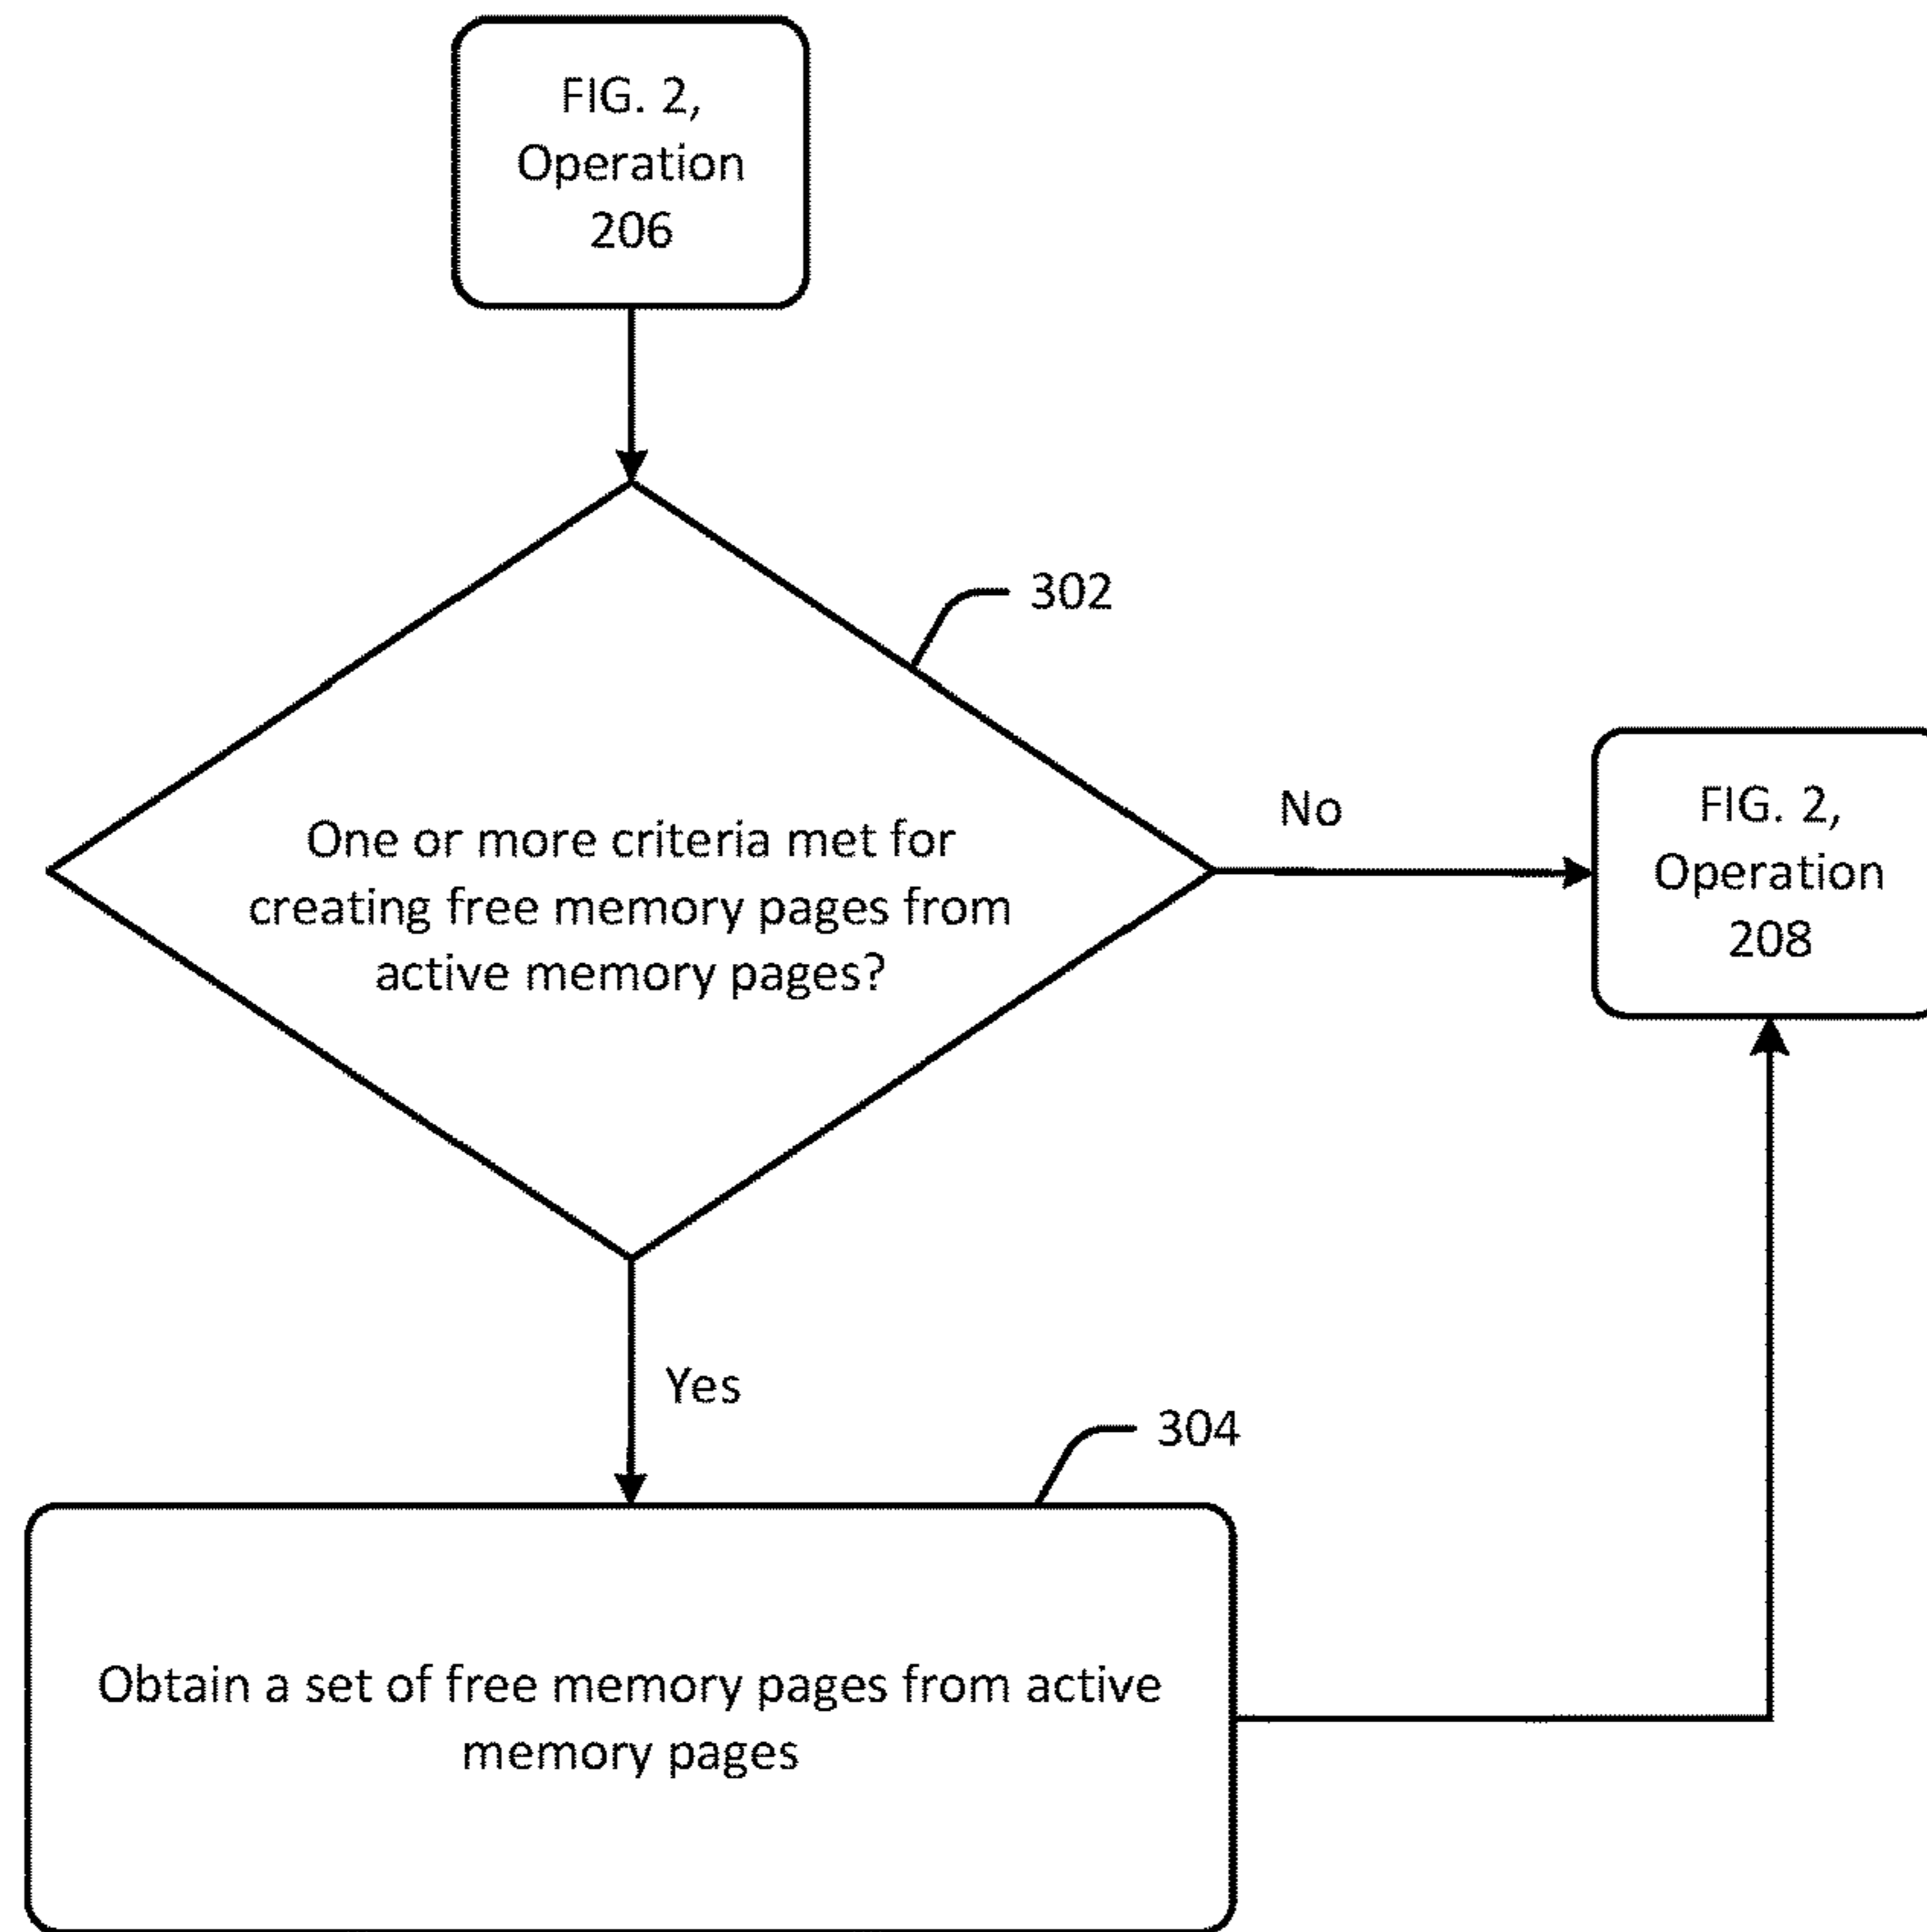 FIG. 2,
Operation
206
302
One or more criteria met for
creating free memory pages from
active memory pages?
No
FIG. 2,
Operation
208
Yes
304
Obtain a set of free memory pages from active
memory pages